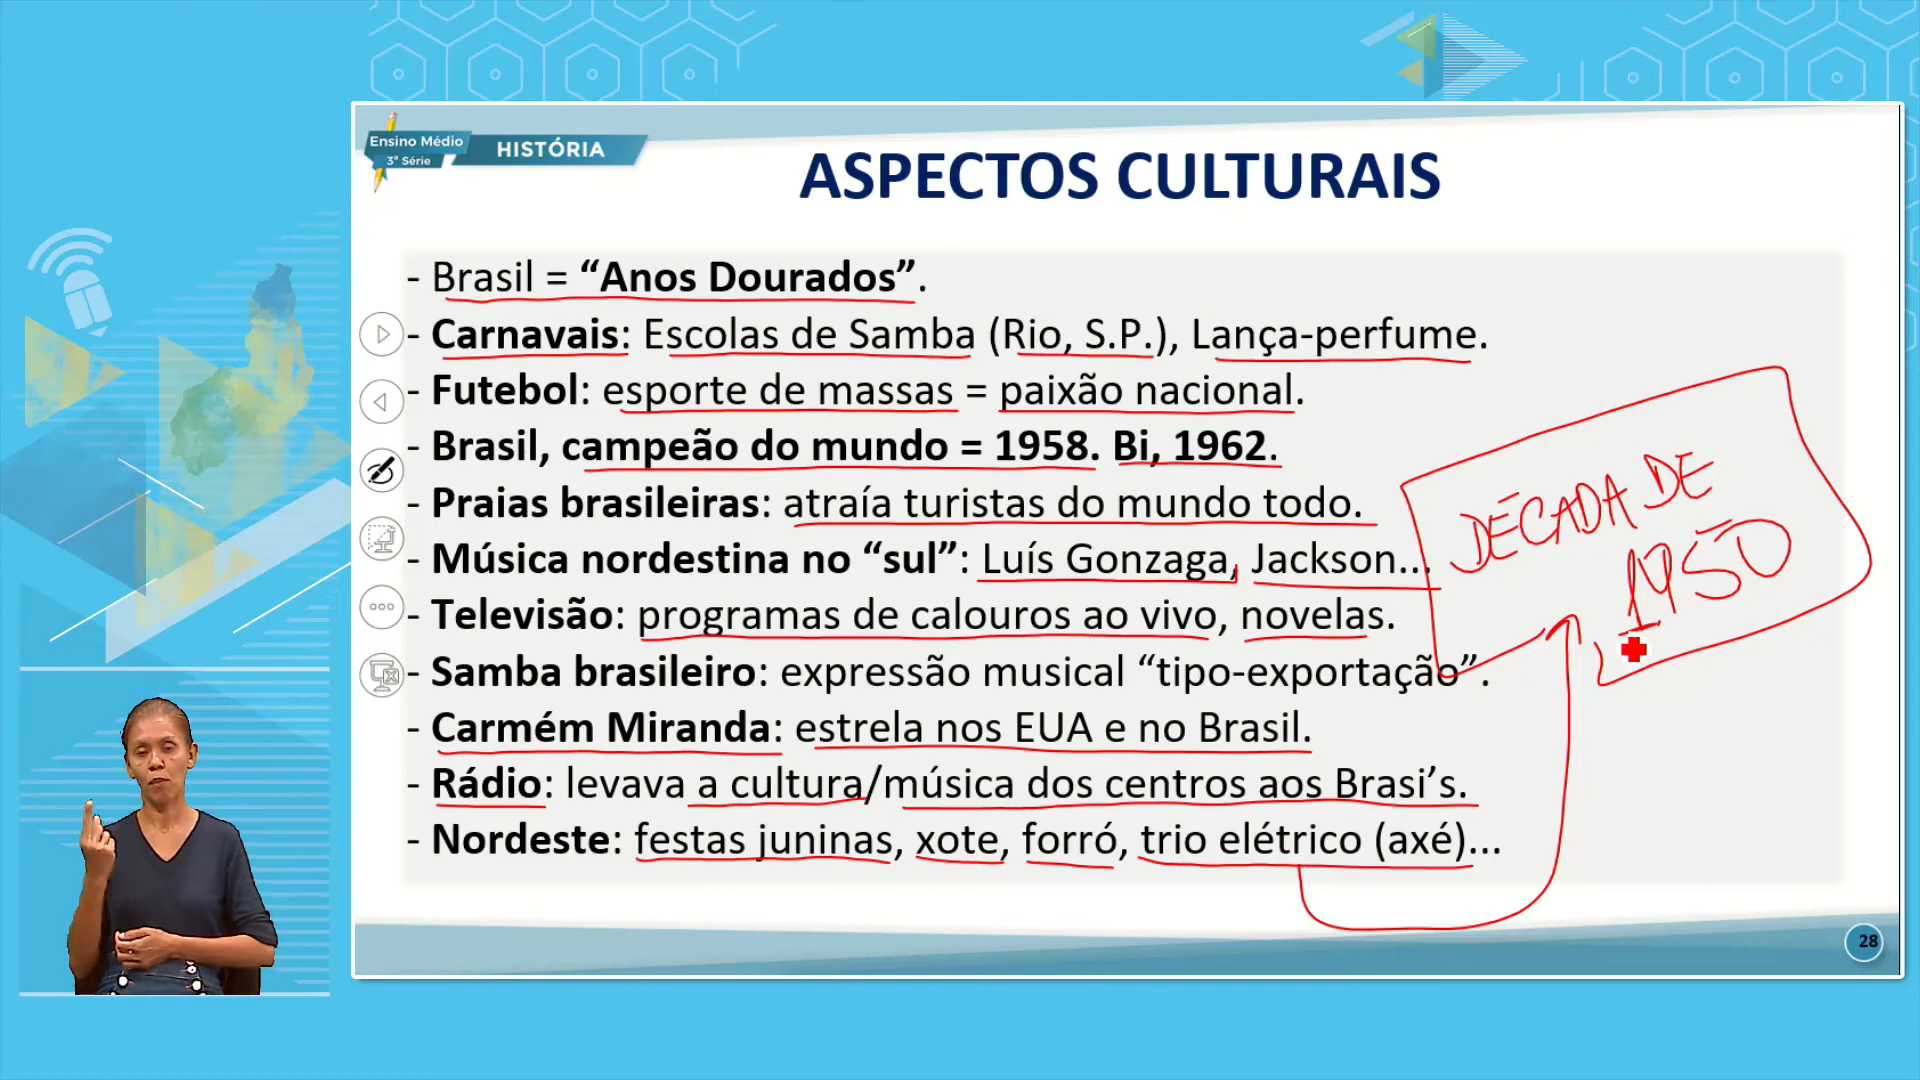 Ensino Médio
3ª Série
HISTÓRIA
ASPECTOS CULTURAIS
- Brasil = “Anos Dourados”.
- Carnavais: Escolas de Samba (Rio, S.P.), Lança-perfume.
- Futebol: esporte de massas = paixão nacional.
- Brasil, campeão do mundo = 1958. Bi, 1962.
- Praias brasileiras: atraía turistas do mundo todo.
- Música nordestina no “sul”: Luís Gonzaga, Jackson...
- Televisão: programas de calouros ao vivo, novelas.
- Samba brasileiro: expressão musical “tipo-exportação”.
- Carmém Miranda: estrela nos EUA e no Brasil.
- Rádio: levava a cultura/música dos centros aos Brasi’s.
- Nordeste: festas juninas, xote, forró, trio elétrico (axé)...
DÉCADA DE
1950
28